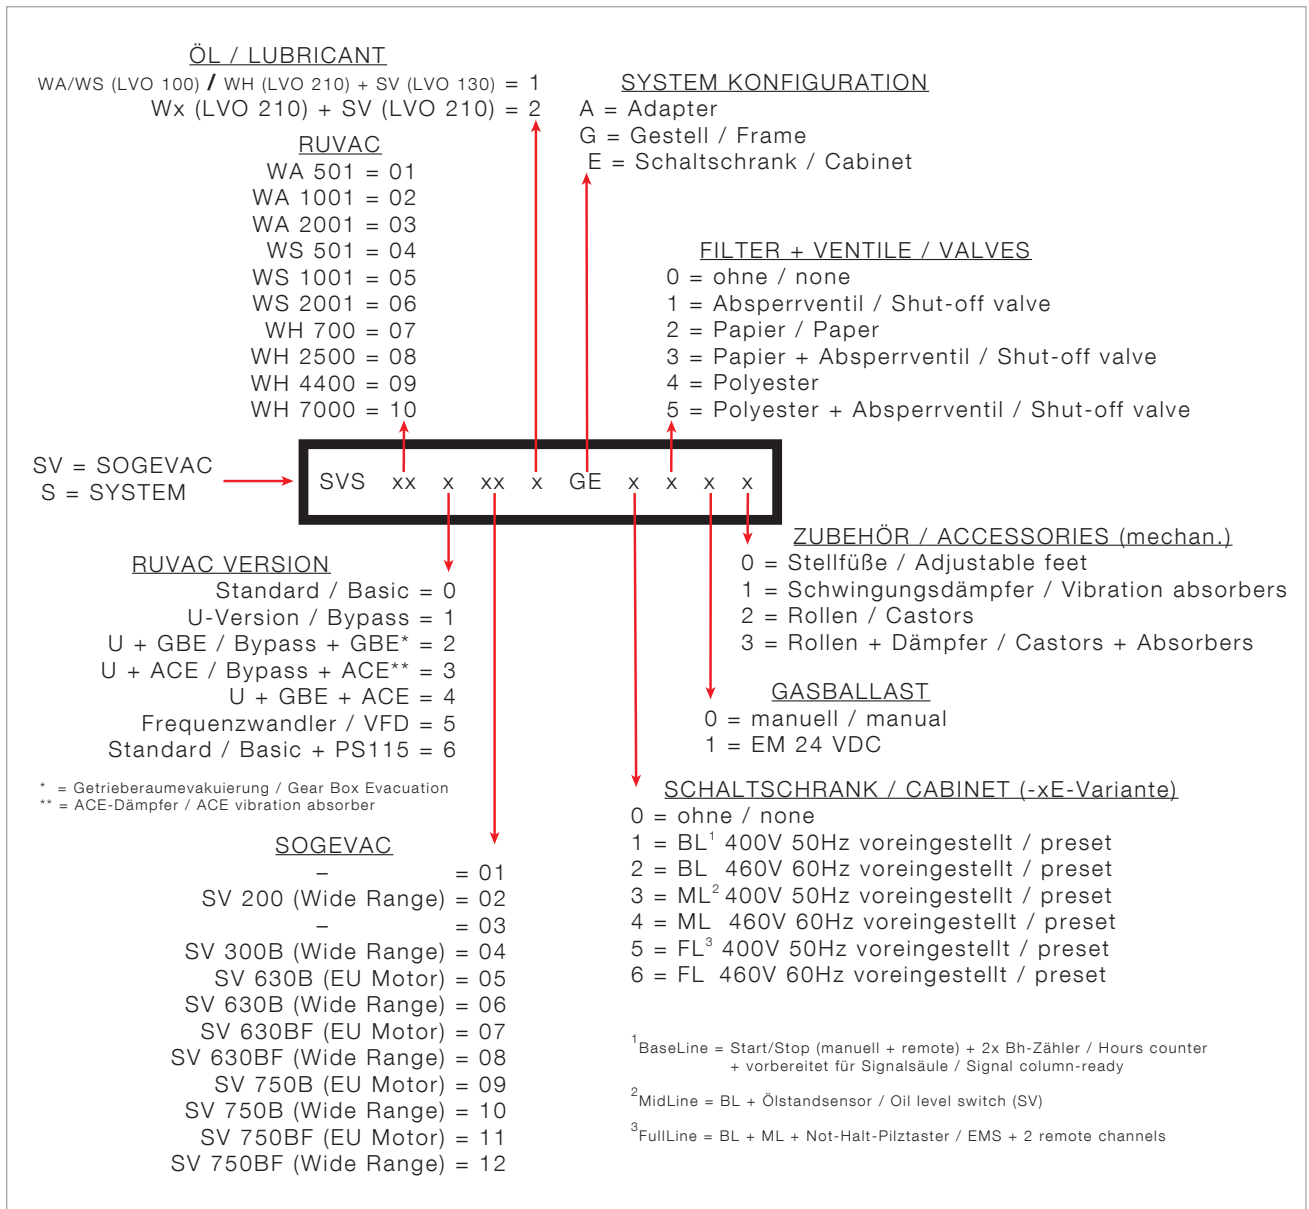 ÖL / LUBRICANT
WA/WS (LVO 100) / WH (LVO 210) + SV (LVO 130) = 1
Wx (LVO 210) + SV (LVO 210) = 2
SYSTEM KONFIGURATION
A = Adapter
G = Gestell / Frame
E = Schaltschrank / Cabinet
RUVAC
WA 501 = 01
WA 1001 = 02
WA 2001 = 03
WS 501 = 04
WS 1001 = 05
WS 2001 = 06
WH 700 = 07
WH 2500 = 08
WH 4400 = 09
WH 7000 = 10
FILTER + VENTILE / VALVES
0 = ohne / none
1 = Absperrventil / Shut-off valve
2 = Papier / Paper
3 = Papier + Absperrventil / Shut-off valve
4 = Polyester
5 = Polyester + Absperrventil / Shut-off valve
SV = SOGEVAC
S = SYSTEM
SVS xx x xx x GE x x x x
RUVAC VERSION
Standard / Basic = 0
U-Version / Bypass = 1
U + GBE / Bypass + GBE* = 2
U + ACE / Bypass + ACE** = 3
U + GBE + ACE = 4
Frequenzwandler / VFD = 5
Standard / Basic + PS115 = 6
* = Getrieberaumevakuierung / Gear Box Evacuation
** = ACE-Dämpfer / ACE vibration absorber
ZUBEHÖR / ACCESSORIES (mechan.)
0 = Stellfüße / Adjustable feet
1 = Schwingungsdämpfer / Vibration absorbers
2 = Rollen / Castors
3 = Rollen + Dämpfer / Castors + Absorbers
GASBALLAST
0 = manuell / manual
1 = EM 24 VDC
SOGEVAC
– = 01
SV 200 (Wide Range) = 02
– = 03
SV 300B (Wide Range) = 04
SV 630B (EU Motor) = 05
SV 630B (Wide Range) = 06
SV 630BF (EU Motor) = 07
SV 630BF (Wide Range) = 08
SV 750B (EU Motor) = 09
SV 750B (Wide Range) = 10
SV 750BF (EU Motor) = 11
SV 750BF (Wide Range) = 12
SCHALTSCHRANK / CABINET (-xE-Variante)
0 = ohne / none
1 = BL¹ 400V 50Hz voreingestellt / preset
2 = BL 460V 60Hz voreingestellt / preset
3 = ML² 400V 50Hz voreingestellt / preset
4 = ML 460V 60Hz voreingestellt / preset
5 = FL³ 400V 50Hz voreingestellt / preset
6 = FL 460V 60Hz voreingestellt / preset
¹BaseLine = Start/Stop (manuell + remote) + 2x Bh-Zähler / Hours counter
+ vorbereitet für Signalsäule / Signal column-ready
²MidLine = BL + Ölstandsensor / Oil level switch (SV)
³FullLine = BL + ML + Not-Halt-Pilztaster / EMS + 2 remote channels